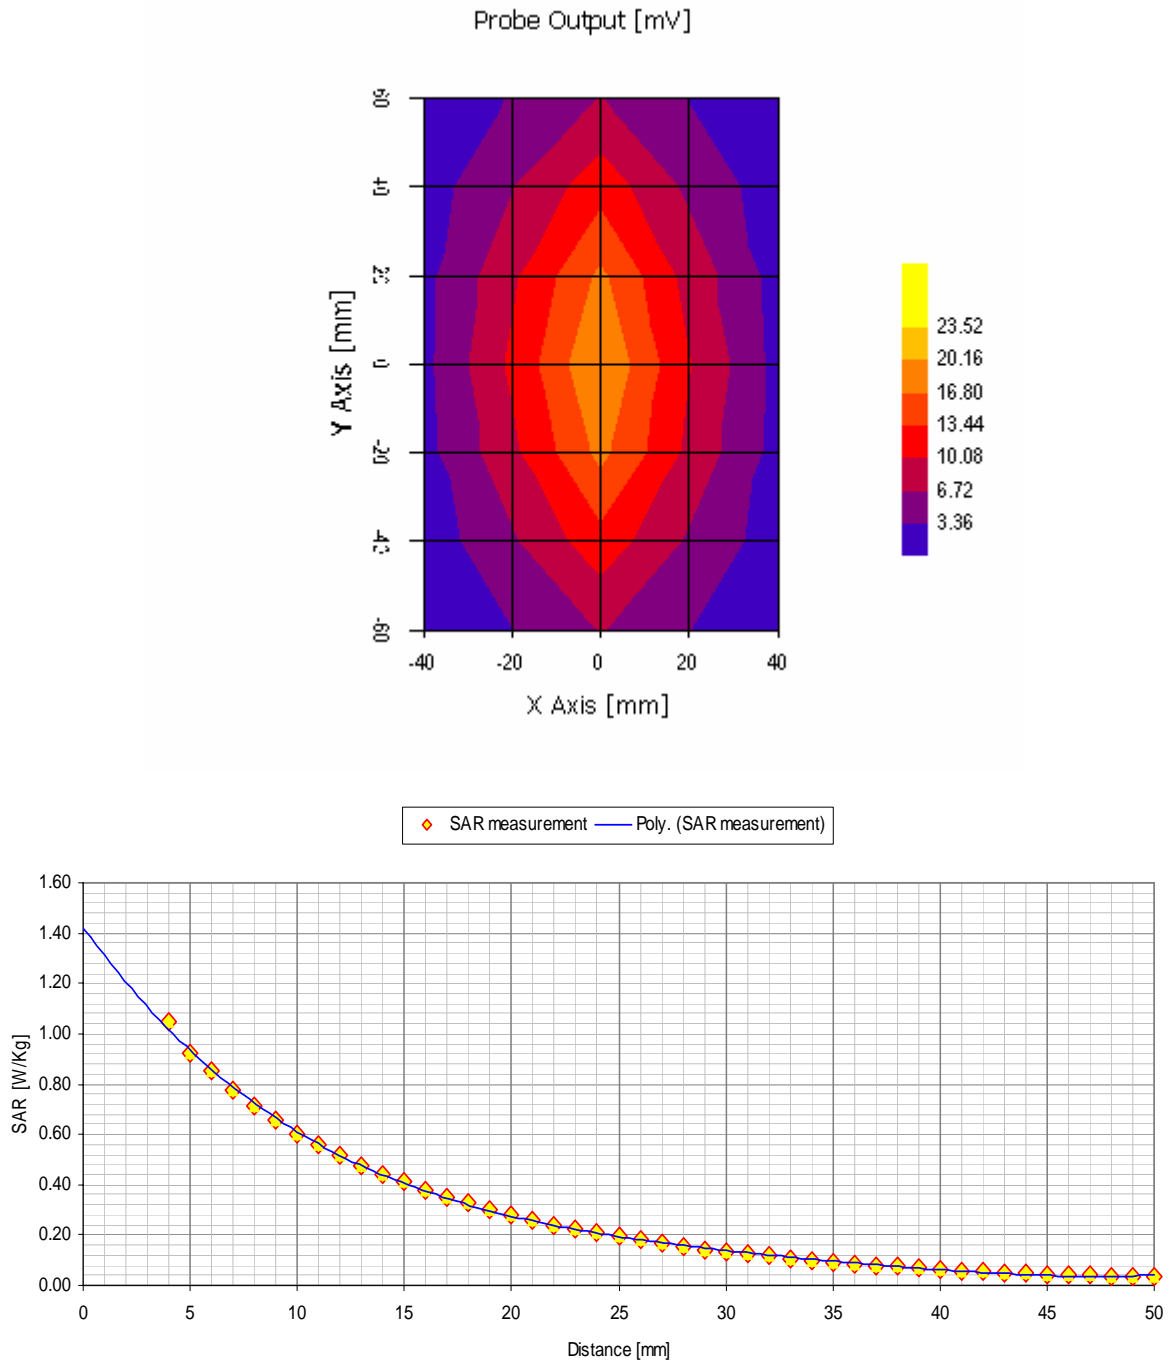 Probe Output [mV]
60
40
20
0
-20
-40
-60
Y Axis [mm]
-40 -20 0 20 40
X Axis [mm]
23.52
20.16
16.80
13.44
10.08
6.72
3.36
SAR measurement Poly. (SAR measurement)
1.60
1.40
1.20
1.00
0.80
0.60
0.40
0.20
0.00
SAR [W/Kg]
0 5 10 15 20 25 30 35 40 45 50
Distance [mm]